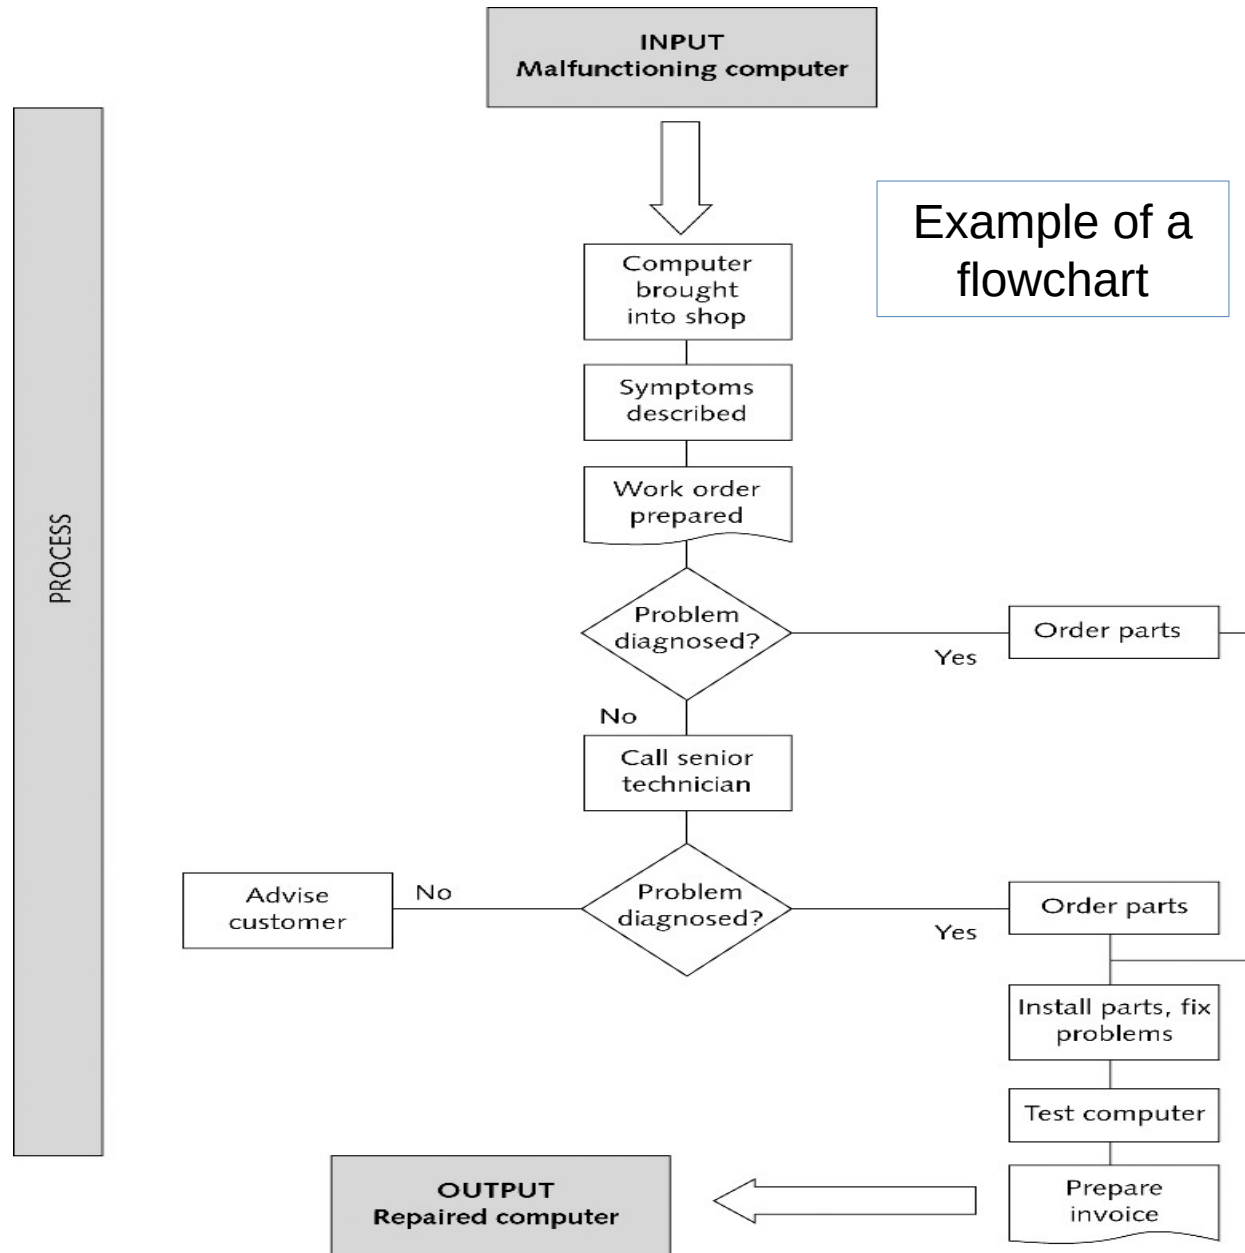 INPUT
Malfunctioning computer
Example of a
flowchart
Computer
brought
into shop
Symptoms
described
Work order
prepared
PROCESS
Problem
diagnosed?
Yes
Order parts
No
Call senior
technician
Advise
customer
No
Problem
diagnosed?
Yes
Order parts
Install parts, fix
problems
Test computer
Prepare
invoice
OUTPUT
Repaired computer